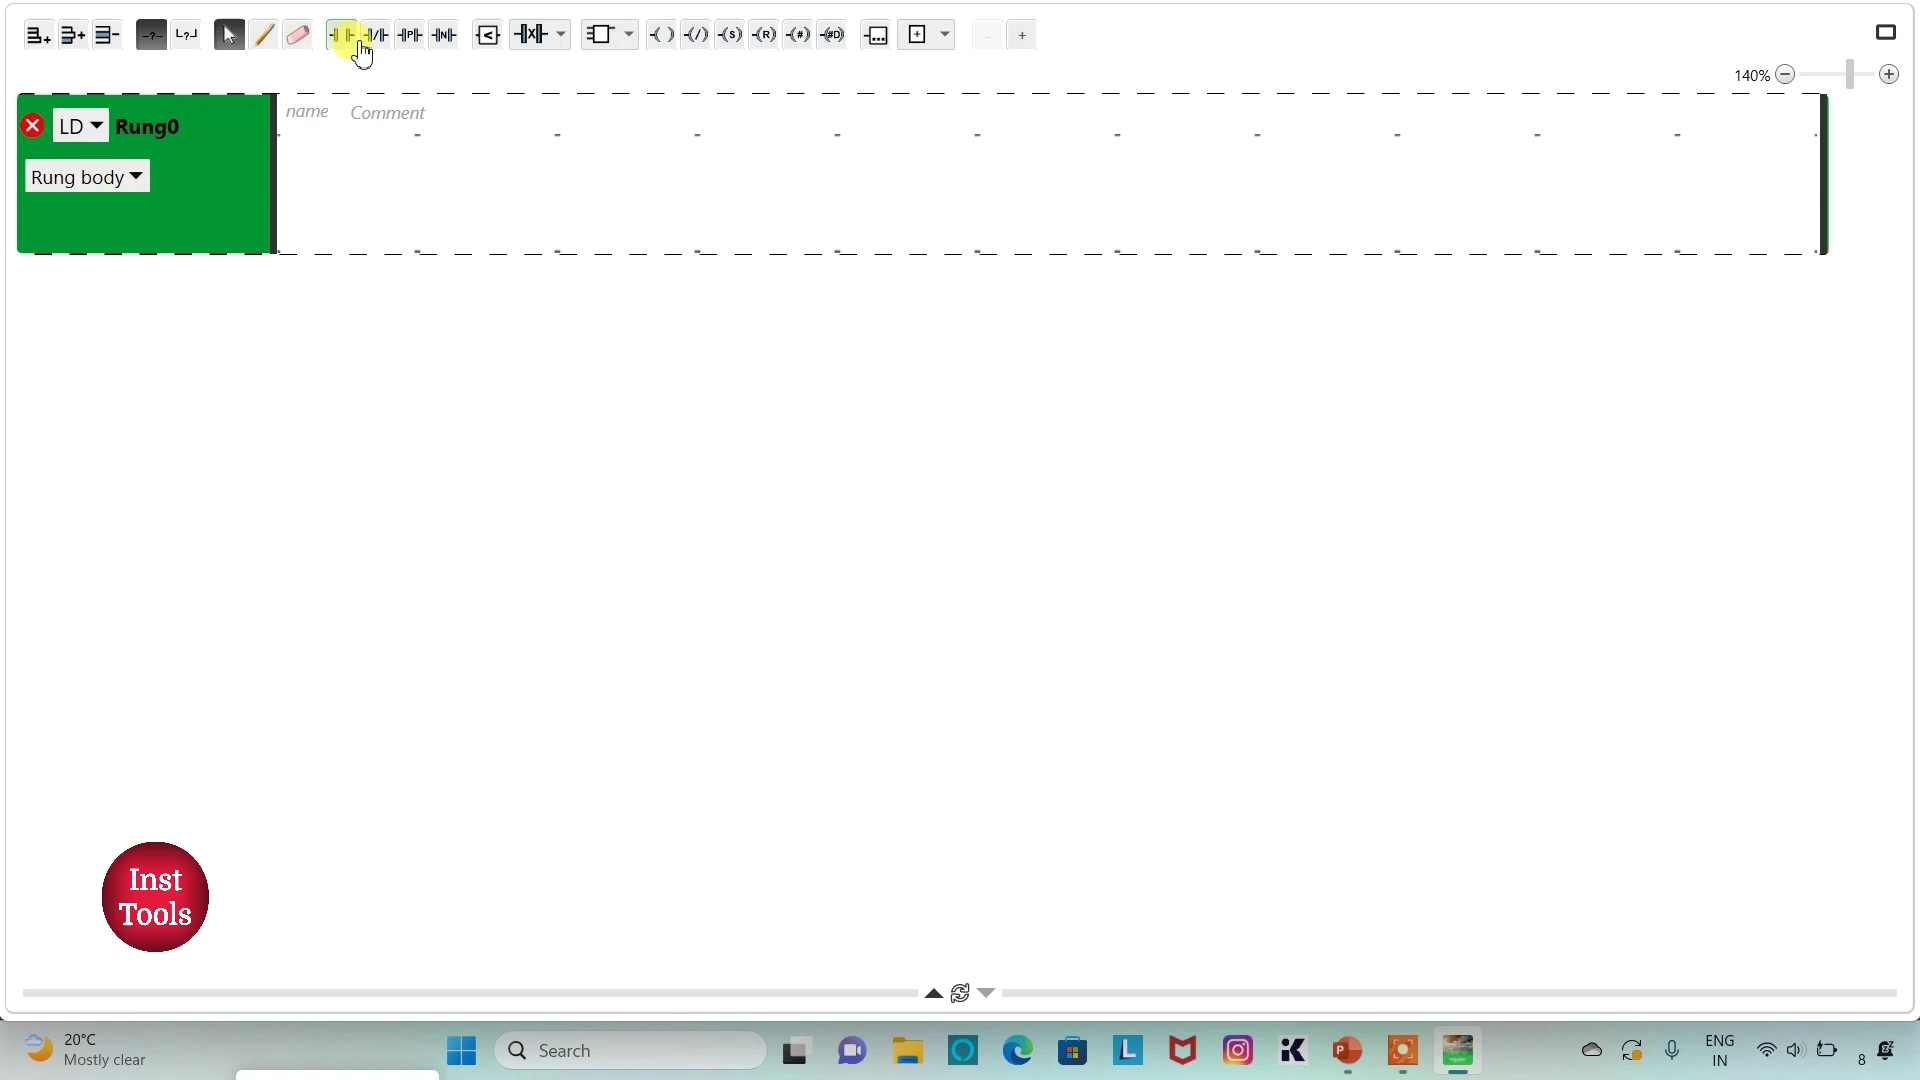 140%
LD
Rung0
name
Comment
Rung body
Inst
Tools
20°C
Mostly clear
Search
ENG
IN
8